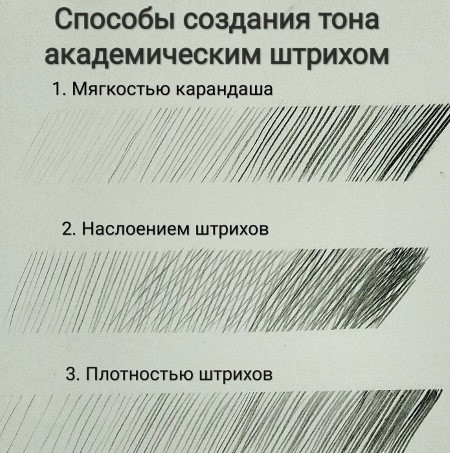 Способы создания тона
академическим штрихом
1. Мягкостью карандаша
2. Наслоением штрихов
3. Плотностью штрихов